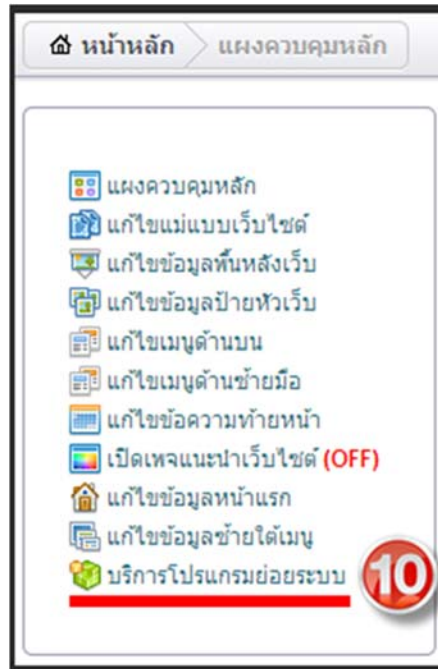 หน้าหลัก แผงควบคุมหลัก
แผงควบคุมหลัก
แก้ไขแม่แบบเว็บไซต์
แก้ไขข้อมูลพื้นหลังเว็บ
แก้ไขข้อมูลป้ายหัวเว็บ
แก้ไขเมนูด้านบน
แก้ไขเมนูด้านซ้ายมือ
แก้ไขข้อความท้ายหน้า
เปิดเพจแนะนำเว็บไซต์ (OFF)
แก้ไขข้อมูลหน้าแรก
แก้ไขข้อมูลซ้ายใต้เมนู
บริการโปรแกรมย่อยระบบ 10